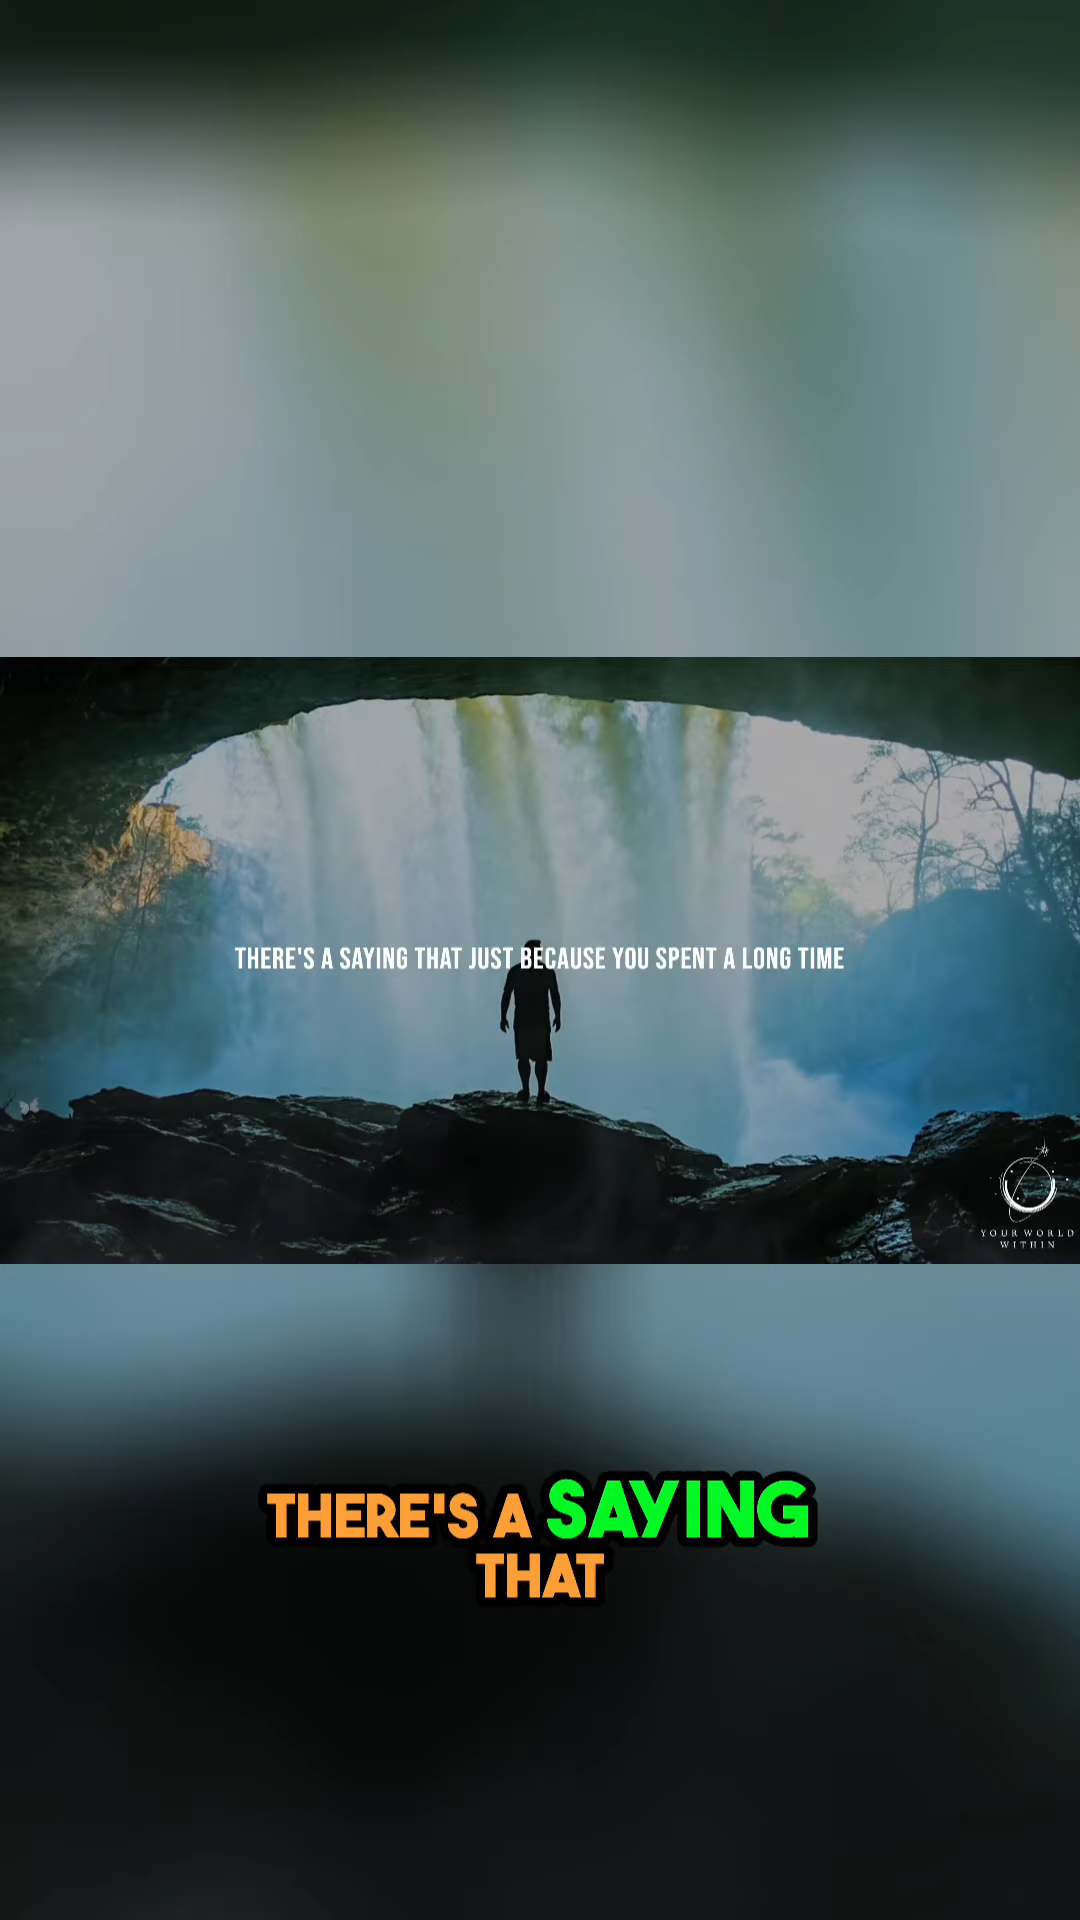 THERE'S A SAYING THAT JUST BECAUSE YOU SPENT A LONG TIME
YOUR WORLD
WITHIN
THERE'S A SAYING
THAT